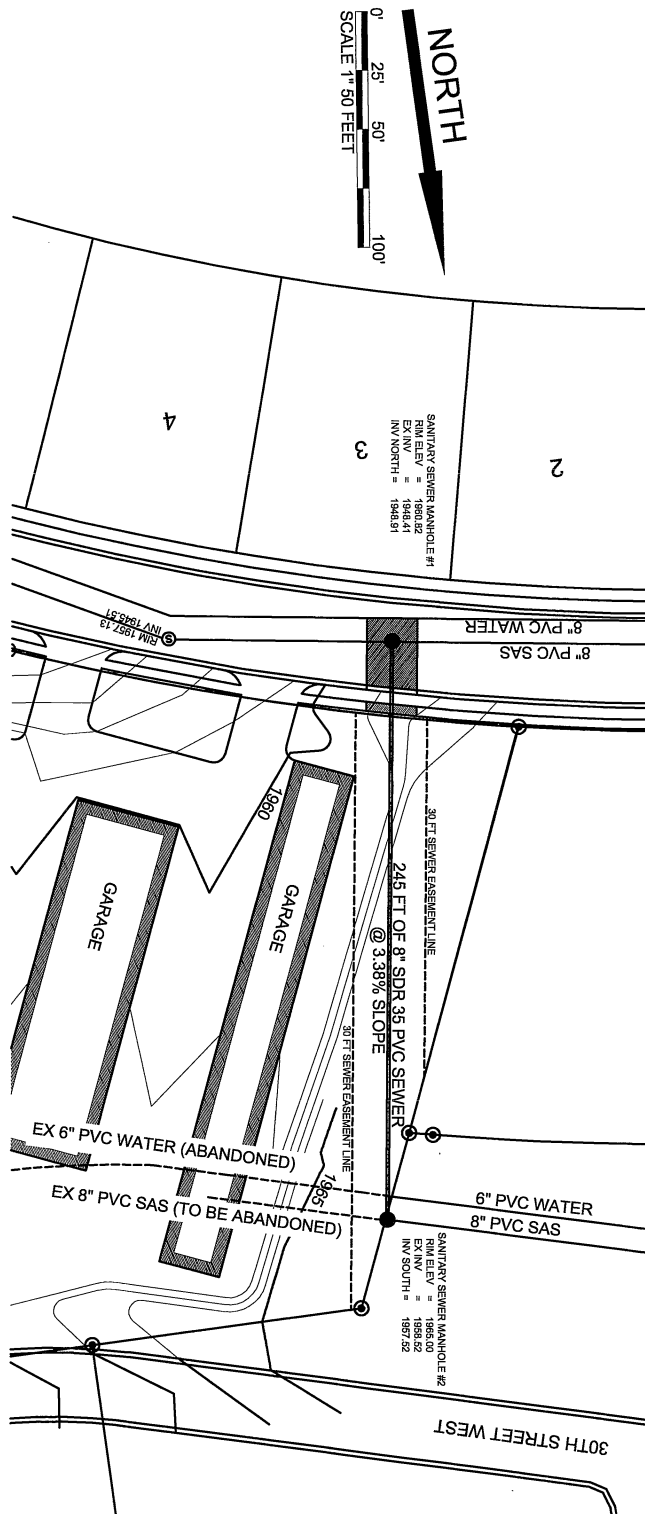 NORTH
0'
25'
50'
100'
SCALE 1" 50 FEET
4
3
2
SANITARY SEWER MANHOLE #1
RIM ELEV = 1960.82
EX INV = 1948.41
INV NORTH = 1948.91
8" PVC WATER
8" PVC SAS
RIM 1957.13
INV 1945.51
1960
GARAGE
GARAGE
30 FT SEWER EASEMENT LINE
245 FT OF 8" SDR 35 PVC SEWER
@ 3.38% SLOPE
30 FT SEWER EASEMENT LINE
EX 6" PVC WATER (ABANDONED)
EX 8" PVC SAS (TO BE ABANDONED)
1965
6" PVC WATER
8" PVC SAS
SANITARY SEWER MANHOLE #2
RIM ELEV = 1965.00
EX INV = 1958.52
INV SOUTH = 1957.52
30TH STREET WEST